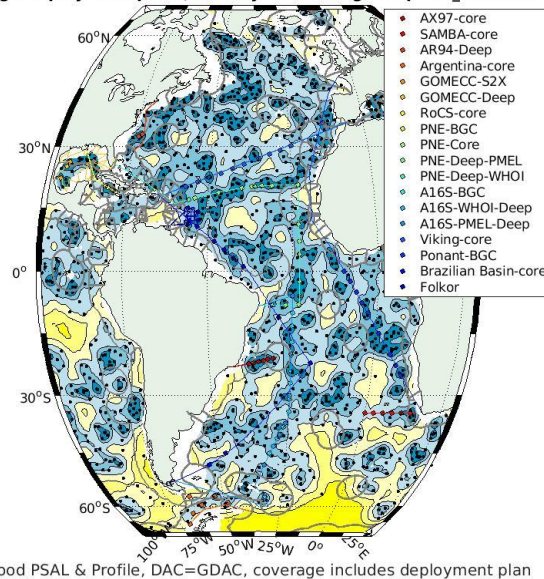 60°N
30°N
0°
30°S
60°S
100°
75°W
50°W
25°W
0°
25°E
AX97-core
SAMBA-core
AR94-Deep
Argentina-core
GOMECC-S2X
GOMECC-Deep
RoCS-core
PNE-BGC
PNE-Core
PNE-Deep-PMEL
PNE-Deep-WHOI
A16S-BGC
A16S-WHOI-Deep
A16S-PMEL-Deep
Viking-core
Ponant-BGC
Brazilian Basin-core
Folkor
ood PSAL & Profile, DAC=GDAC, coverage includes deployment plan